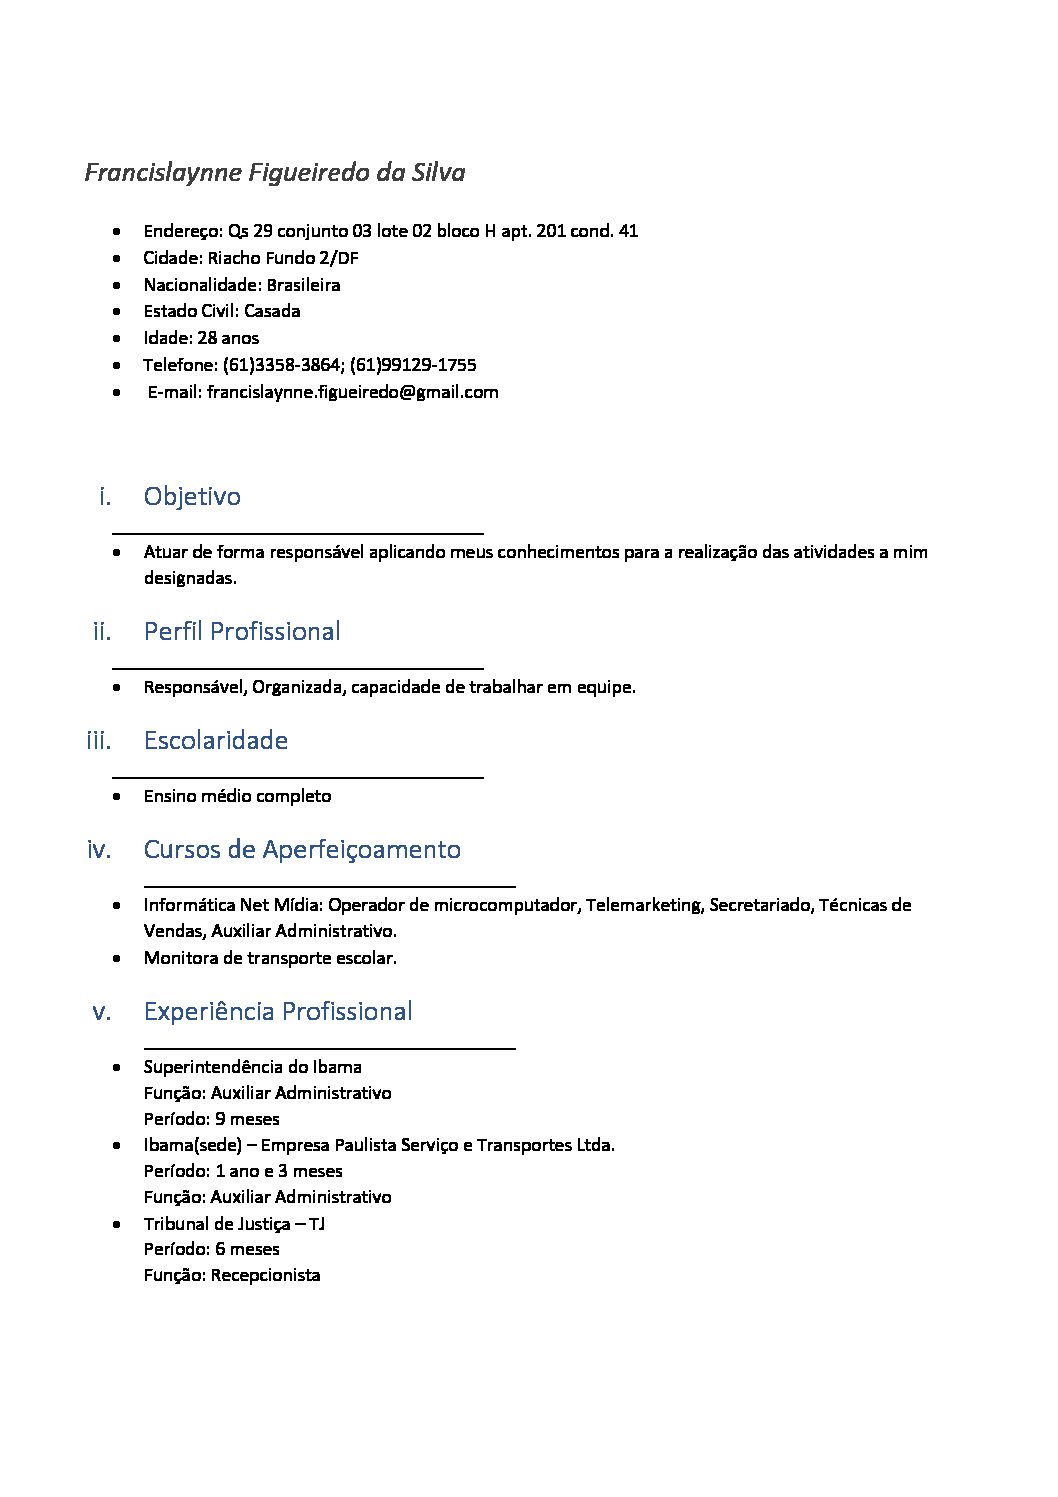 Francislaynne Figueiredo da Silva
• Endereço: Qs 29 conjunto 03 lote 02 bloco H apt. 201 cond. 41
• Cidade: Riacho Fundo 2/DF
• Nacionalidade: Brasileira
• Estado Civil: Casada
• Idade: 28 anos
• Telefone: (61)3358-3864; (61)99129-1755
• E-mail: francislaynne.figueiredo@gmail.com
i. Objetivo
• Atuar de forma responsável aplicando meus conhecimentos para a realização das atividades a mim
designadas.
ii. Perfil Profissional
• Responsável, Organizada, capacidade de trabalhar em equipe.
iii. Escolaridade
• Ensino médio completo
iv. Cursos de Aperfeiçoamento
• Informática Net Mídia: Operador de microcomputador, Telemarketing, Secretariado, Técnicas de
Vendas, Auxiliar Administrativo.
• Monitora de transporte escolar.
v. Experiência Profissional
• Superintendência do Ibama
Função: Auxiliar Administrativo
Período: 9 meses
• Ibama(sede) – Empresa Paulista Serviço e Transportes Ltda.
Período: 1 ano e 3 meses
Função: Auxiliar Administrativo
• Tribunal de Justiça – TJ
Período: 6 meses
Função: Recepcionista